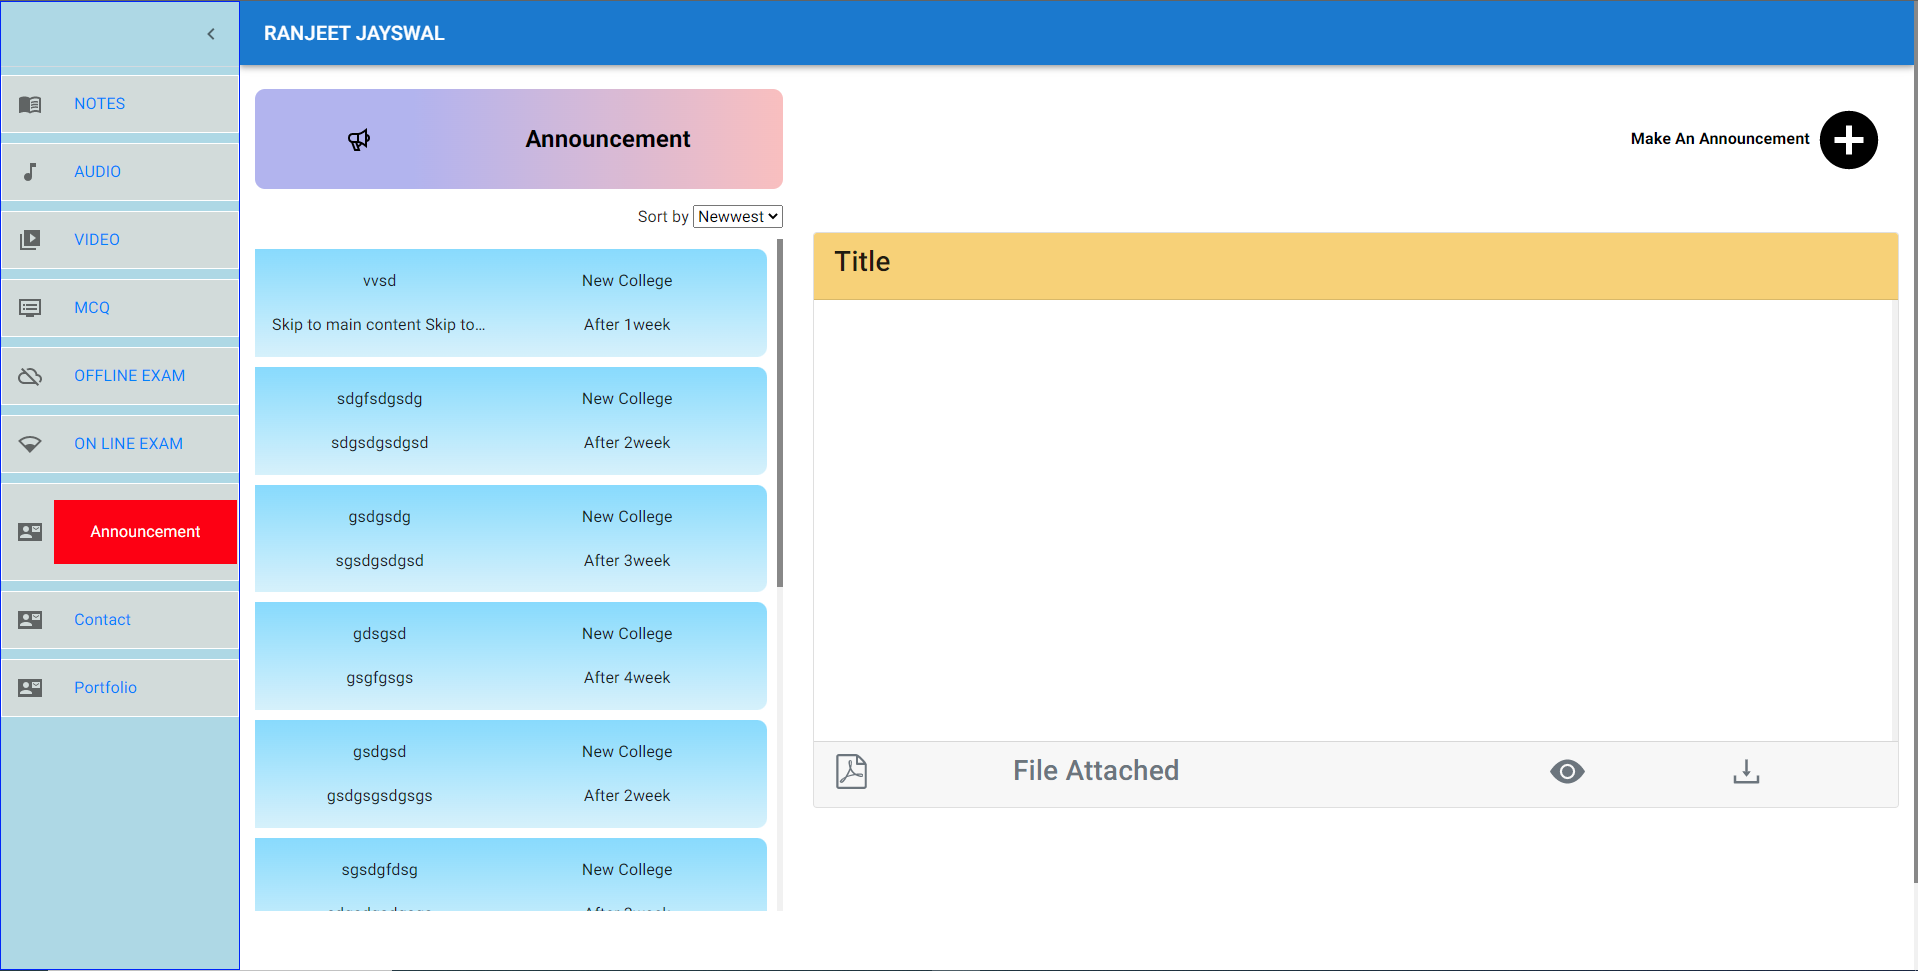 RANJEET JAYSWAL
NOTES
AUDIO
VIDEO
MCQ
OFFLINE EXAM
ON LINE EXAM
Announcement
Contact
Portfolio
Announcement
Make An Announcement
Sort by Newwest
vvsd New College
Skip to main content Skip to... After 1week
sdgfsdgsdg New College
sdgsdgsdgsd After 2week
gsdgsdg New College
sgsdgsdgsd After 3week
gdsgsd New College
gsgfgsgs After 4week
gsdgsd New College
gsdgsgsdgsgs After 2week
sgsdgfdsg New College
Title
File Attached